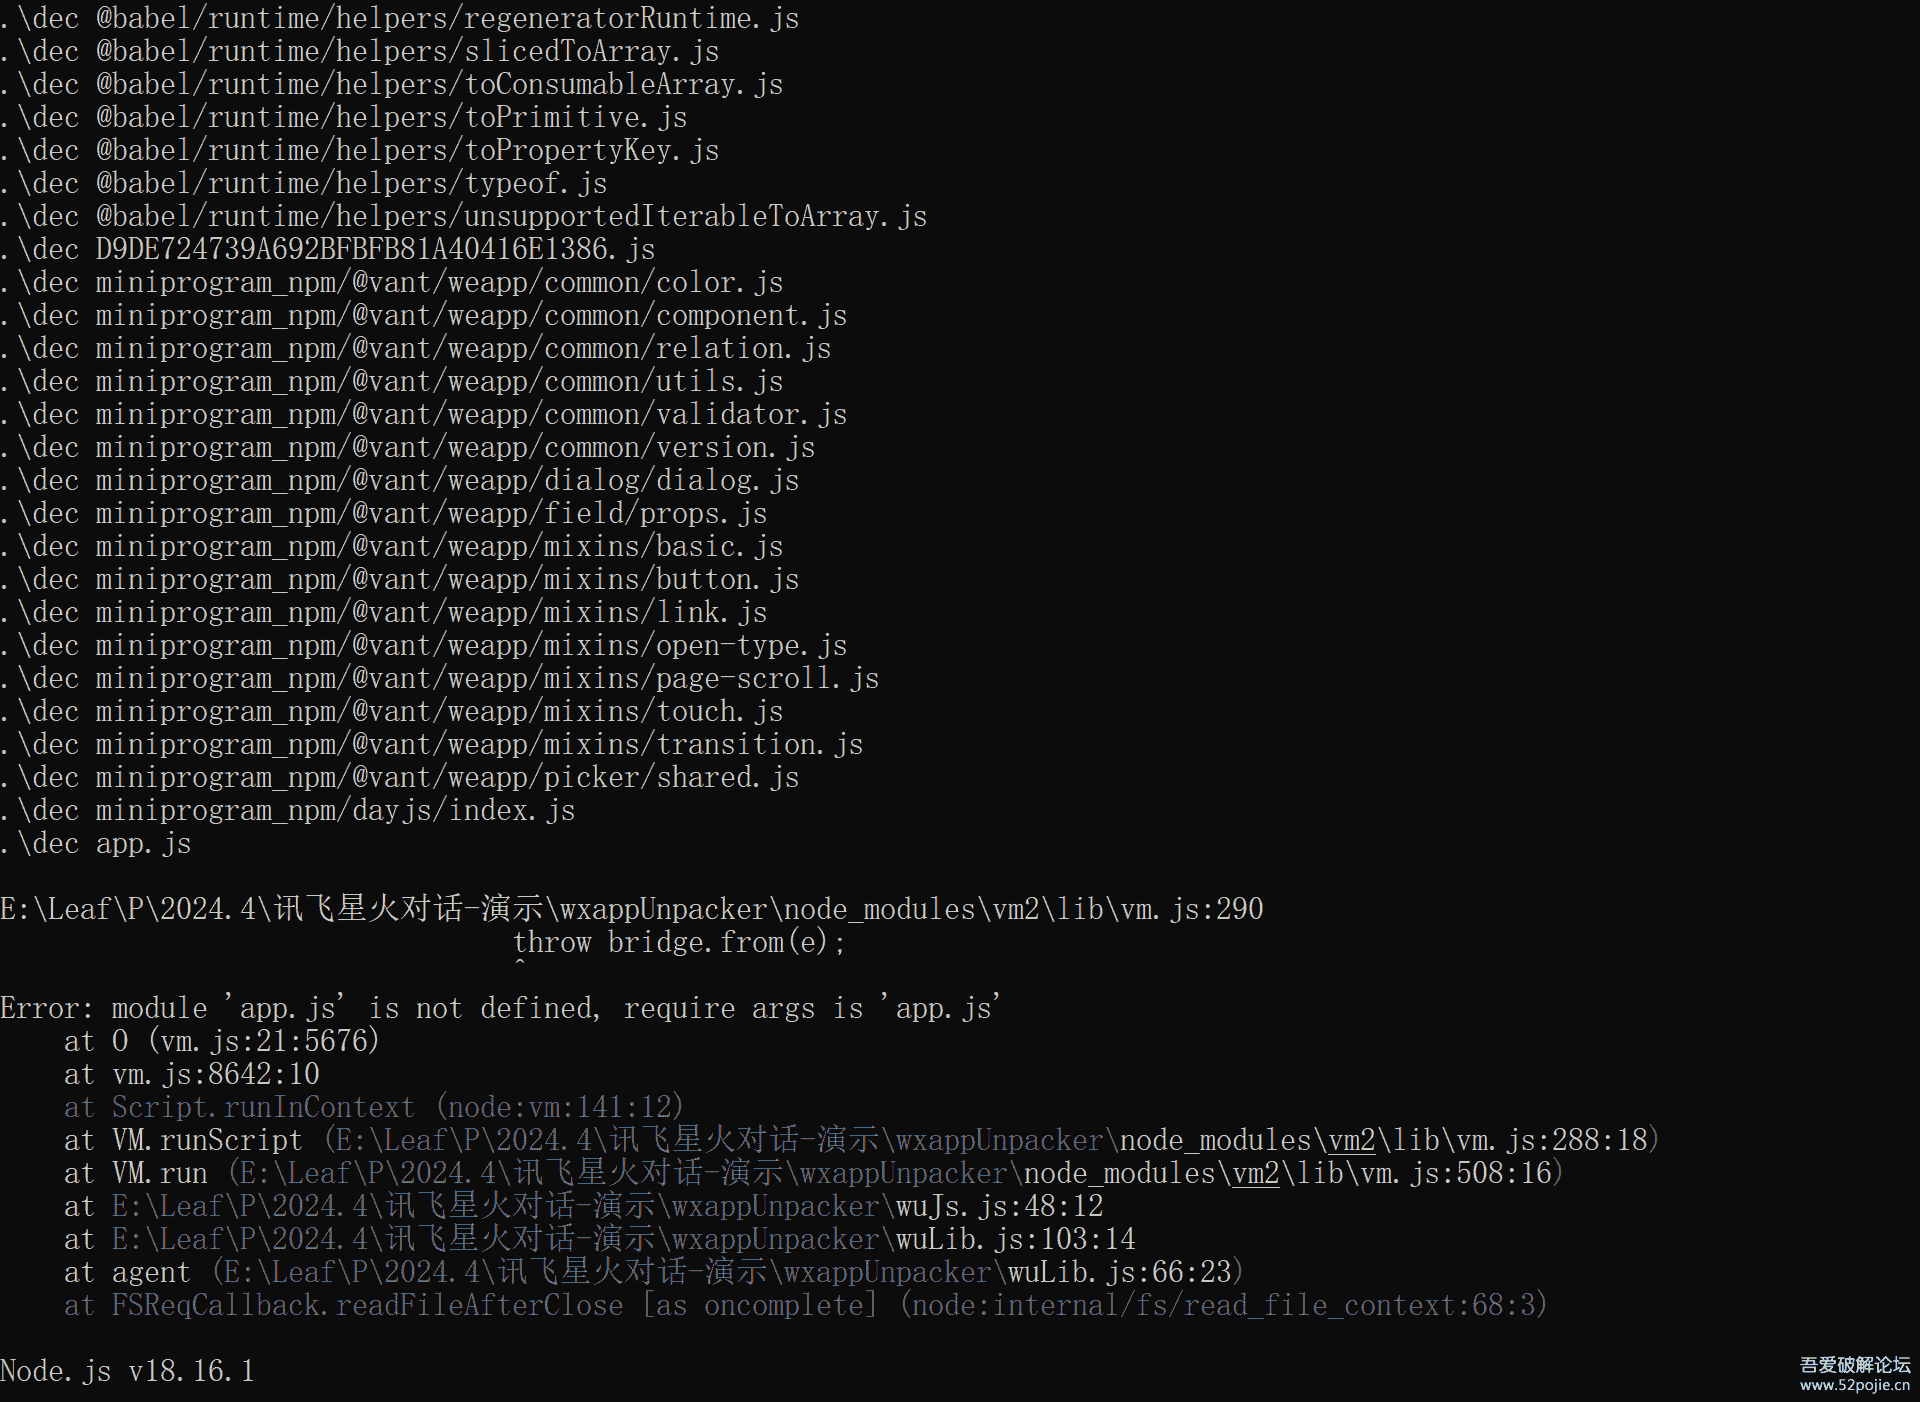 .\dec @babel/runtime/helpers/regeneratorRuntime.js
.\dec @babel/runtime/helpers/slicedToArray.js
.\dec @babel/runtime/helpers/toConsumableArray.js
.\dec @babel/runtime/helpers/toPrimitive.js
.\dec @babel/runtime/helpers/toPropertyKey.js
.\dec @babel/runtime/helpers/typeof.js
.\dec @babel/runtime/helpers/unsupportedIterableToArray.js
.\dec D9DE724739A692BFBFB81A40416E1386.js
.\dec miniprogram_npm/@vant/weapp/common/color.js
.\dec miniprogram_npm/@vant/weapp/common/component.js
.\dec miniprogram_npm/@vant/weapp/common/relation.js
.\dec miniprogram_npm/@vant/weapp/common/utils.js
.\dec miniprogram_npm/@vant/weapp/common/validator.js
.\dec miniprogram_npm/@vant/weapp/common/version.js
.\dec miniprogram_npm/@vant/weapp/dialog/dialog.js
.\dec miniprogram_npm/@vant/weapp/field/props.js
.\dec miniprogram_npm/@vant/weapp/mixins/basic.js
.\dec miniprogram_npm/@vant/weapp/mixins/button.js
.\dec miniprogram_npm/@vant/weapp/mixins/link.js
.\dec miniprogram_npm/@vant/weapp/mixins/open-type.js
.\dec miniprogram_npm/@vant/weapp/mixins/page-scroll.js
.\dec miniprogram_npm/@vant/weapp/mixins/touch.js
.\dec miniprogram_npm/@vant/weapp/mixins/transition.js
.\dec miniprogram_npm/@vant/weapp/picker/shared.js
.\dec miniprogram_npm/dayjs/index.js
.\dec app.js
E:\Leaf\P\2024.4\讯飞星火对话-演示\wxappUnpacker\node_modules\vm2\lib\vm.js:290
throw bridge.from(e);
^
Error: module 'app.js' is not defined, require args is 'app.js'
at O (vm.js:21:5676)
at vm.js:8642:10
at Script.runInContext (node:vm:141:12)
at VM.runScript (E:\Leaf\P\2024.4\讯飞星火对话-演示\wxappUnpacker\node_modules\vm2\lib\vm.js:288:18)
at VM.run (E:\Leaf\P\2024.4\讯飞星火对话-演示\wxappUnpacker\node_modules\vm2\lib\vm.js:508:16)
at E:\Leaf\P\2024.4\讯飞星火对话-演示\wxappUnpacker\wuJs.js:48:12
at E:\Leaf\P\2024.4\讯飞星火对话-演示\wxappUnpacker\wuLib.js:103:14
at agent (E:\Leaf\P\2024.4\讯飞星火对话-演示\wxappUnpacker\wuLib.js:66:23)
at FSReqCallback.readFileAfterClose [as oncomplete] (node:internal/fs/read_file_context:68:3)
Node.js v18.16.1
吾爱破解论坛
www.52pojie.cn